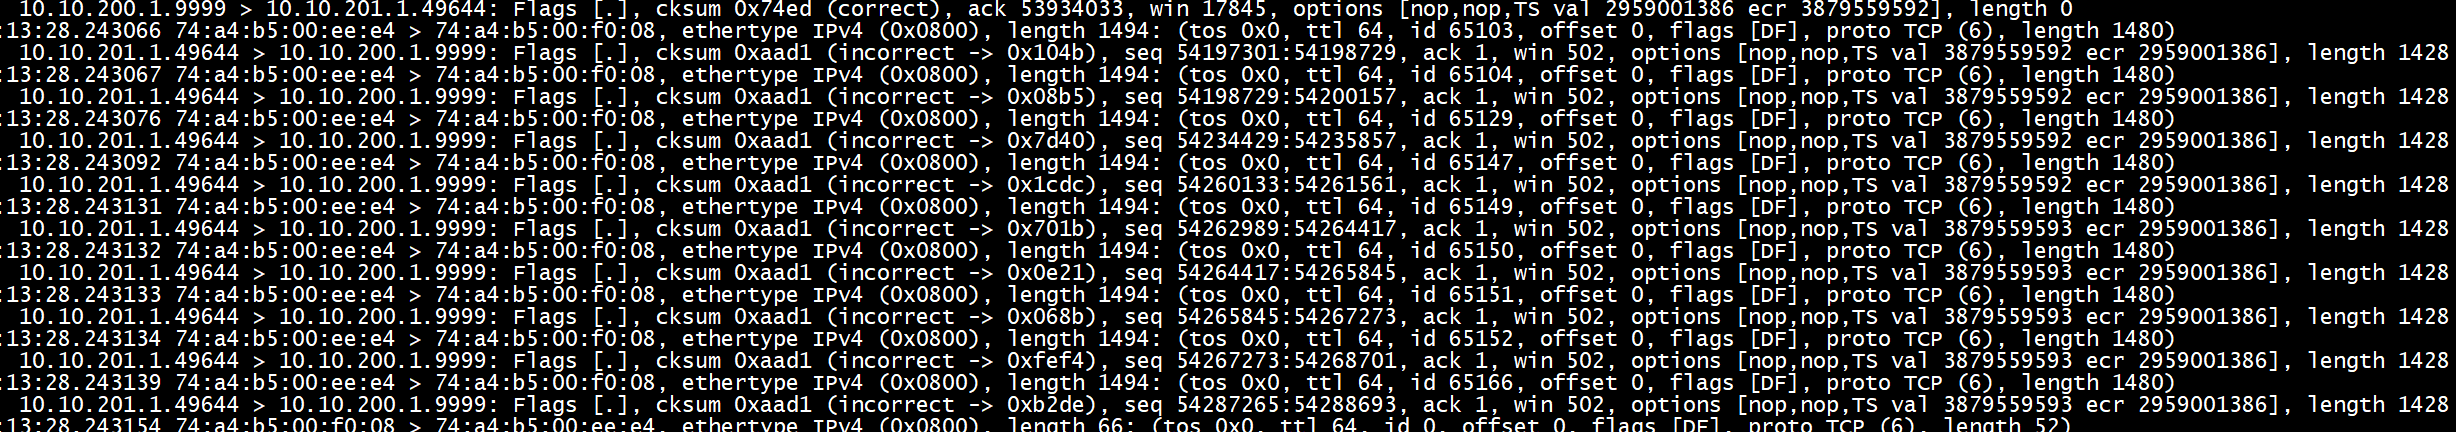 10.10.200.1.9999 > 10.10.201.1.49644: Flags [.], cksum 0x74ed (correct), ack 53934033, win 17845, options [nop,nop,TS val 2959001386 ecr 3879559592], length 0
:13:28.243066 74:a4:b5:00:ee:e4 > 74:a4:b5:00:f0:08, ethertype IPv4 (0x0800), length 1494: (tos 0x0, ttl 64, id 65103, offset 0, flags [DF], proto TCP (6), length 1480)
10.10.201.1.49644 > 10.10.200.1.9999: Flags [.], cksum 0xaad1 (incorrect -> 0x104b), seq 54197301:54198729, ack 1, win 502, options [nop,nop,TS val 3879559592 ecr 2959001386], length 1428
:13:28.243067 74:a4:b5:00:ee:e4 > 74:a4:b5:00:f0:08, ethertype IPv4 (0x0800), length 1494: (tos 0x0, ttl 64, id 65104, offset 0, flags [DF], proto TCP (6), length 1480)
10.10.201.1.49644 > 10.10.200.1.9999: Flags [.], cksum 0xaad1 (incorrect -> 0x08b5), seq 54198729:54200157, ack 1, win 502, options [nop,nop,TS val 3879559592 ecr 2959001386], length 1428
:13:28.243076 74:a4:b5:00:ee:e4 > 74:a4:b5:00:f0:08, ethertype IPv4 (0x0800), length 1494: (tos 0x0, ttl 64, id 65129, offset 0, flags [DF], proto TCP (6), length 1480)
10.10.201.1.49644 > 10.10.200.1.9999: Flags [.], cksum 0xaad1 (incorrect -> 0x7d40), seq 54234429:54235857, ack 1, win 502, options [nop,nop,TS val 3879559592 ecr 2959001386], length 1428
:13:28.243092 74:a4:b5:00:ee:e4 > 74:a4:b5:00:f0:08, ethertype IPv4 (0x0800), length 1494: (tos 0x0, ttl 64, id 65147, offset 0, flags [DF], proto TCP (6), length 1480)
10.10.201.1.49644 > 10.10.200.1.9999: Flags [.], cksum 0xaad1 (incorrect -> 0x1cdc), seq 54260133:54261561, ack 1, win 502, options [nop,nop,TS val 3879559592 ecr 2959001386], length 1428
:13:28.243131 74:a4:b5:00:ee:e4 > 74:a4:b5:00:f0:08, ethertype IPv4 (0x0800), length 1494: (tos 0x0, ttl 64, id 65149, offset 0, flags [DF], proto TCP (6), length 1480)
10.10.201.1.49644 > 10.10.200.1.9999: Flags [.], cksum 0xaad1 (incorrect -> 0x701b), seq 54262989:54264417, ack 1, win 502, options [nop,nop,TS val 3879559593 ecr 2959001386], length 1428
:13:28.243132 74:a4:b5:00:ee:e4 > 74:a4:b5:00:f0:08, ethertype IPv4 (0x0800), length 1494: (tos 0x0, ttl 64, id 65150, offset 0, flags [DF], proto TCP (6), length 1480)
10.10.201.1.49644 > 10.10.200.1.9999: Flags [.], cksum 0xaad1 (incorrect -> 0x0e21), seq 54264417:54265845, ack 1, win 502, options [nop,nop,TS val 3879559593 ecr 2959001386], length 1428
:13:28.243133 74:a4:b5:00:ee:e4 > 74:a4:b5:00:f0:08, ethertype IPv4 (0x0800), length 1494: (tos 0x0, ttl 64, id 65151, offset 0, flags [DF], proto TCP (6), length 1480)
10.10.201.1.49644 > 10.10.200.1.9999: Flags [.], cksum 0xaad1 (incorrect -> 0x068b), seq 54265845:54267273, ack 1, win 502, options [nop,nop,TS val 3879559593 ecr 2959001386], length 1428
:13:28.243134 74:a4:b5:00:ee:e4 > 74:a4:b5:00:f0:08, ethertype IPv4 (0x0800), length 1494: (tos 0x0, ttl 64, id 65152, offset 0, flags [DF], proto TCP (6), length 1480)
10.10.201.1.49644 > 10.10.200.1.9999: Flags [.], cksum 0xaad1 (incorrect -> 0xfef4), seq 54267273:54268701, ack 1, win 502, options [nop,nop,TS val 3879559593 ecr 2959001386], length 1428
:13:28.243139 74:a4:b5:00:ee:e4 > 74:a4:b5:00:f0:08, ethertype IPv4 (0x0800), length 1494: (tos 0x0, ttl 64, id 65166, offset 0, flags [DF], proto TCP (6), length 1480)
10.10.201.1.49644 > 10.10.200.1.9999: Flags [.], cksum 0xaad1 (incorrect -> 0xb2de), seq 54287265:54288693, ack 1, win 502, options [nop,nop,TS val 3879559593 ecr 2959001386], length 1428
:13:28.243154 74:a4:b5:00:f0:08 > 74:a4:b5:00:ee:e4, ethertype IPv4 (0x0800), length 66: (tos 0x0, ttl 64, id 0, offset 0, flags [DF], proto TCP (6), length 52)